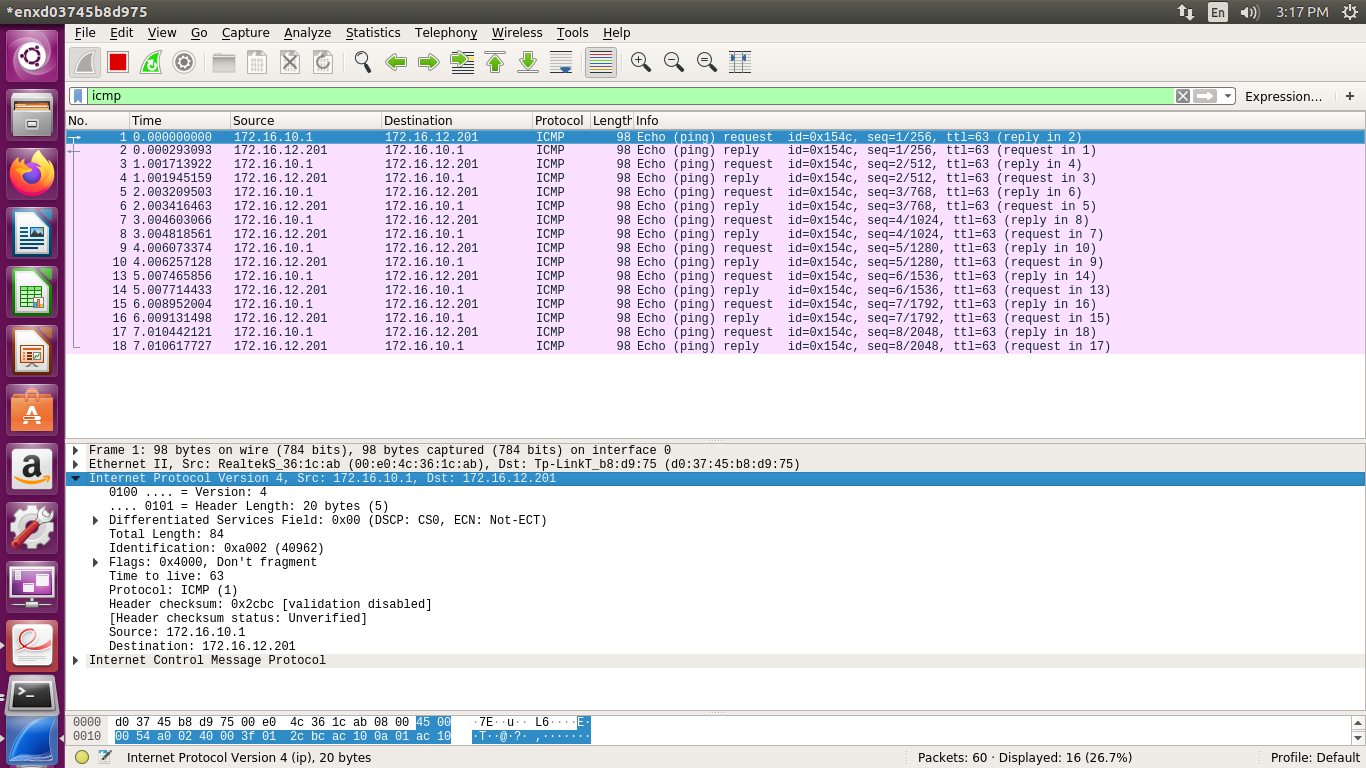 *enxd03745b8d975 En 3:17 PM
File Edit View Go Capture Analyze Statistics Telephony Wireless Tools Help
icmp Expression… +
No. Time Source Destination Protocol Length Info
1 0.000000000 172.16.10.1 172.16.12.201 ICMP 98 Echo (ping) request id=0x154c, seq=1/256, ttl=63 (reply in 2)
2 0.000293093 172.16.12.201 172.16.10.1 ICMP 98 Echo (ping) reply id=0x154c, seq=1/256, ttl=63 (request in 1)
3 1.001713922 172.16.10.1 172.16.12.201 ICMP 98 Echo (ping) request id=0x154c, seq=2/512, ttl=63 (reply in 4)
4 1.001945159 172.16.12.201 172.16.10.1 ICMP 98 Echo (ping) reply id=0x154c, seq=2/512, ttl=63 (request in 3)
5 2.003209503 172.16.10.1 172.16.12.201 ICMP 98 Echo (ping) request id=0x154c, seq=3/768, ttl=63 (reply in 6)
6 2.003416463 172.16.12.201 172.16.10.1 ICMP 98 Echo (ping) reply id=0x154c, seq=3/768, ttl=63 (request in 5)
7 3.004603066 172.16.10.1 172.16.12.201 ICMP 98 Echo (ping) request id=0x154c, seq=4/1024, ttl=63 (reply in 8)
8 3.004818561 172.16.12.201 172.16.10.1 ICMP 98 Echo (ping) reply id=0x154c, seq=4/1024, ttl=63 (request in 7)
9 4.006073374 172.16.10.1 172.16.12.201 ICMP 98 Echo (ping) request id=0x154c, seq=5/1280, ttl=63 (reply in 10)
10 4.006257128 172.16.12.201 172.16.10.1 ICMP 98 Echo (ping) reply id=0x154c, seq=5/1280, ttl=63 (request in 9)
13 5.007465856 172.16.10.1 172.16.12.201 ICMP 98 Echo (ping) request id=0x154c, seq=6/1536, ttl=63 (reply in 14)
14 5.007714433 172.16.12.201 172.16.10.1 ICMP 98 Echo (ping) reply id=0x154c, seq=6/1536, ttl=63 (request in 13)
15 6.008952004 172.16.10.1 172.16.12.201 ICMP 98 Echo (ping) request id=0x154c, seq=7/1792, ttl=63 (reply in 16)
16 6.009131498 172.16.12.201 172.16.10.1 ICMP 98 Echo (ping) reply id=0x154c, seq=7/1792, ttl=63 (request in 15)
17 7.010442121 172.16.10.1 172.16.12.201 ICMP 98 Echo (ping) request id=0x154c, seq=8/2048, ttl=63 (reply in 18)
18 7.010617727 172.16.12.201 172.16.10.1 ICMP 98 Echo (ping) reply id=0x154c, seq=8/2048, ttl=63 (request in 17)
Frame 1: 98 bytes on wire (784 bits), 98 bytes captured (784 bits) on interface 0
Ethernet II, Src: RealtekS_36:1c:ab (00:e0:4c:36:1c:ab), Dst: Tp-LinkT_b8:d9:75 (d0:37:45:b8:d9:75)
Internet Protocol Version 4, Src: 172.16.10.1, Dst: 172.16.12.201
0100 .... = Version: 4
.... 0101 = Header Length: 20 bytes (5)
Differentiated Services Field: 0x00 (DSCP: CS0, ECN: Not-ECT)
Total Length: 84
Identification: 0xa002 (40962)
Flags: 0x4000, Don't fragment
Time to live: 63
Protocol: ICMP (1)
Header checksum: 0x2cbc [validation disabled]
[Header checksum status: Unverified]
Source: 172.16.10.1
Destination: 172.16.12.201
Internet Control Message Protocol
0000 d0 37 45 b8 d9 75 00 e0 4c 36 1c ab 08 00 45 00 ·7E··u·· L6····E·
0010 00 54 a0 02 40 00 3f 01 2c bc ac 10 0a 01 ac 10 ·T··@·?· ,·······
Internet Protocol Version 4 (ip), 20 bytes Packets: 60 · Displayed: 16 (26.7%) Profile: Default